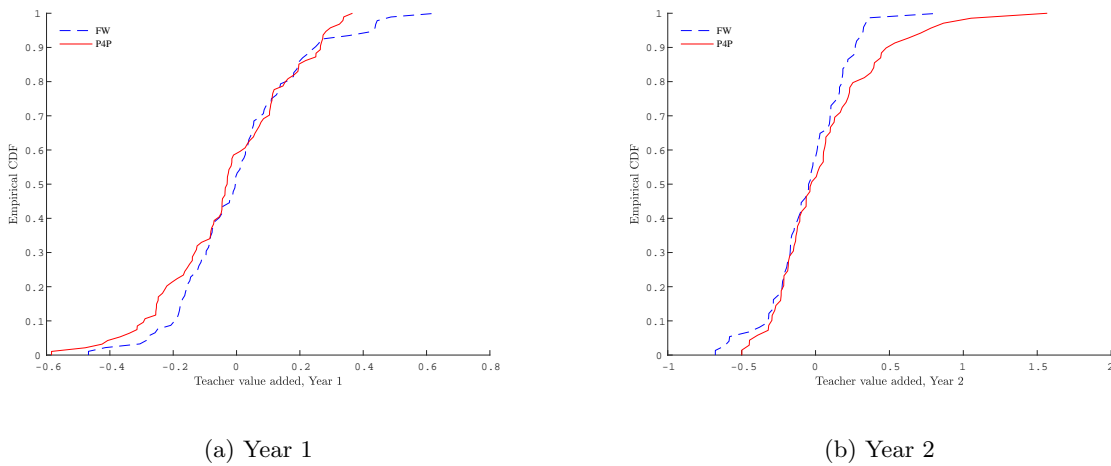 1
0.9
0.8
0.7
0.6
0.5
0.4
0.3
0.2
0.1
0
Empirical CDF
FW
P4P
-0.6 -0.4 -0.2 0 0.2 0.4 0.6 0.8
Teacher value added, Year 1
(a) Year 1
1
0.9
0.8
0.7
0.6
0.5
0.4
0.3
0.2
0.1
0
Empirical CDF
FW
P4P
-1 -0.5 0 0.5 1 1.5 2
Teacher value added, Year 2
(b) Year 2